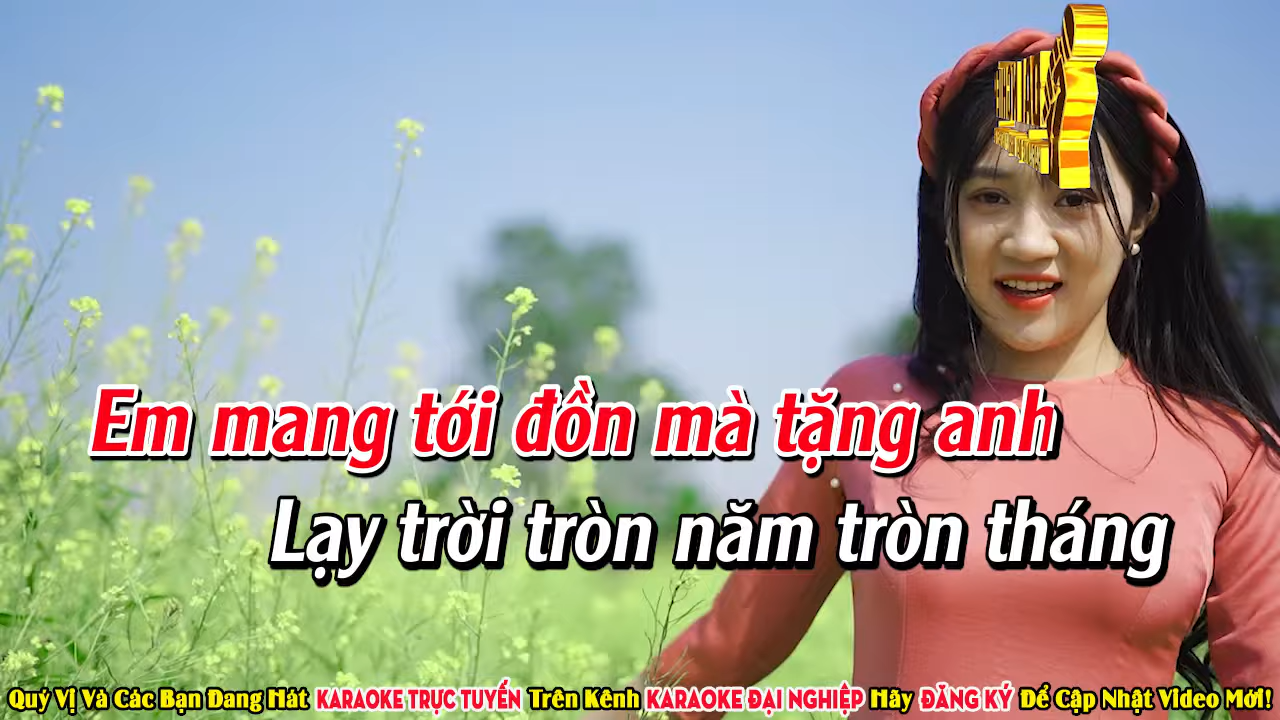 Em mang tới đồn mà tặng anh
Lạy trời tròn năm tròn tháng
Quý Vị Và Các Bạn Đang Hát KARAOKE TRỰC TUYẾN Trên Kênh KARAOKE ĐẠI NGHIỆP Hãy ĐĂNG KÝ Để Cập Nhật Video Mới!